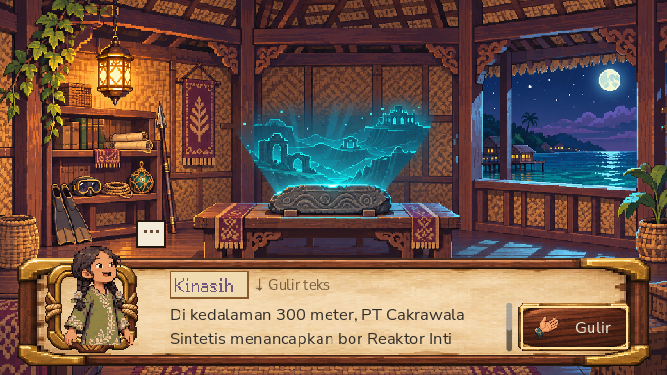 ...
Kinasih
↓ Gulir teks
Di kedalaman 300 meter, PT Cakrawala
Sintetis menancapkan bor Reaktor Inti
Gulir